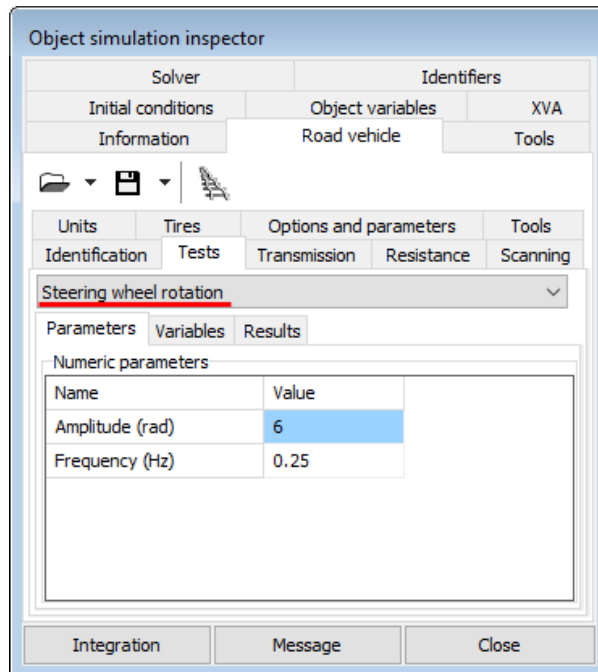 Object simulation inspector
Solver Identifiers
Initial conditions Object variables XVA
Information Road vehicle Tools
Units Tires Options and parameters Tools
Identification Tests Transmission Resistance Scanning
Steering wheel rotation
Parameters Variables Results
Numeric parameters
Name Value
Amplitude (rad) 6
Frequency (Hz) 0.25
Integration Message Close